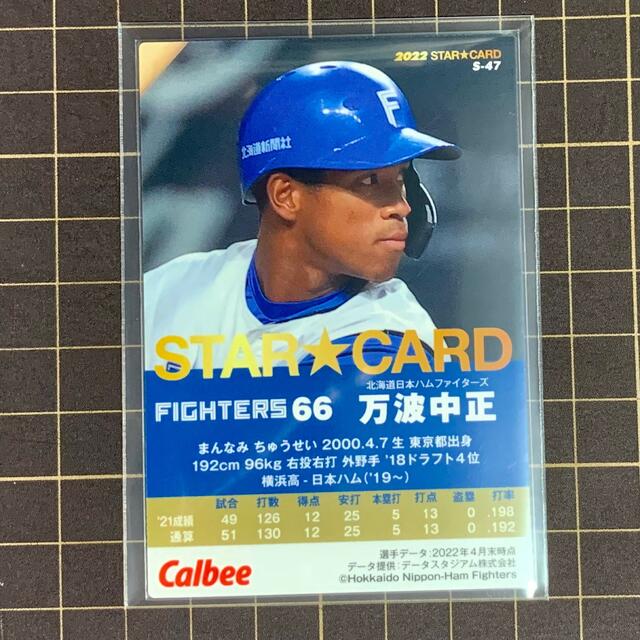 2022 STAR★CARD
S-47
F
北海道新聞社
STAR★CARD
北海道日本ハムファイターズ
FIGHTERS 66 万波中正
まんなみ ちゅうせい 2000.4.7生 東京都出身
192cm 96kg 右投右打 外野手 '18ドラフト4位
横浜高-日本ハム('19〜)
試合 打数 得点 安打 本塁打 打点 盗塁 打率
'21成績 49 126 12 25 5 13 0 .198
通算 51 130 12 25 5 13 0 .192
選手データ:2022年4月末時点
データ提供:データスタジアム株式会社
©Hokkaido Nippon-Ham Fighters
Calbee